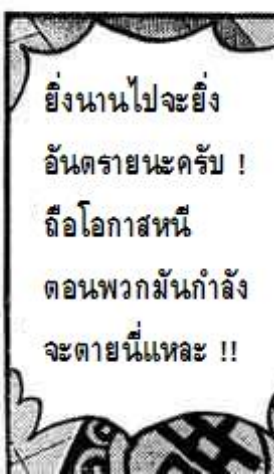 ยิ่งนานไปจะยิ่ง
อันตรายนะครับ !
ถือโอกาสหนี
ตอนพวกมันกำลัง
จะตายนี่แหละ !!